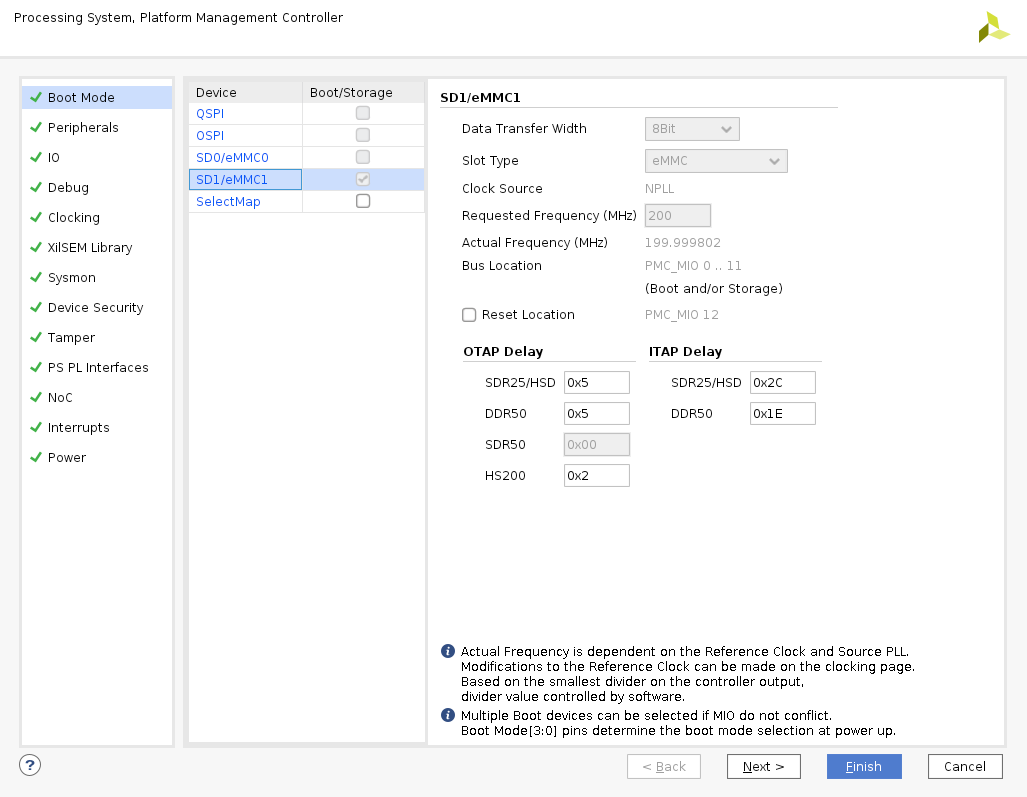 Processing System, Platform Management Controller
Boot Mode
Peripherals
IO
Debug
Clocking
XilSEM Library
Sysmon
Device Security
Tamper
PS PL Interfaces
NoC
Interrupts
Power
Device Boot/Storage
QSPI
OSPI
SD0/eMMC0
SD1/eMMC1
SelectMap
SD1/eMMC1
Data Transfer Width 8Bit
Slot Type eMMC
Clock Source NPLL
Requested Frequency (MHz) 200
Actual Frequency (MHz) 199.999802
Bus Location PMC_MIO 0 .. 11
(Boot and/or Storage)
Reset Location PMC_MIO 12
OTAP Delay ITAP Delay
SDR25/HSD 0x5 SDR25/HSD 0x2C
DDR50 0x5 DDR50 0x1E
SDR50 0x00
HS200 0x2
Actual Frequency is dependent on the Reference Clock and Source PLL.
Modifications to the Reference Clock can be made on the clocking page.
Based on the smallest divider on the controller output,
divider value controlled by software.
Multiple Boot devices can be selected if MIO do not conflict.
Boot Mode[3:0] pins determine the boot mode selection at power up.
? < Back Next > Finish Cancel